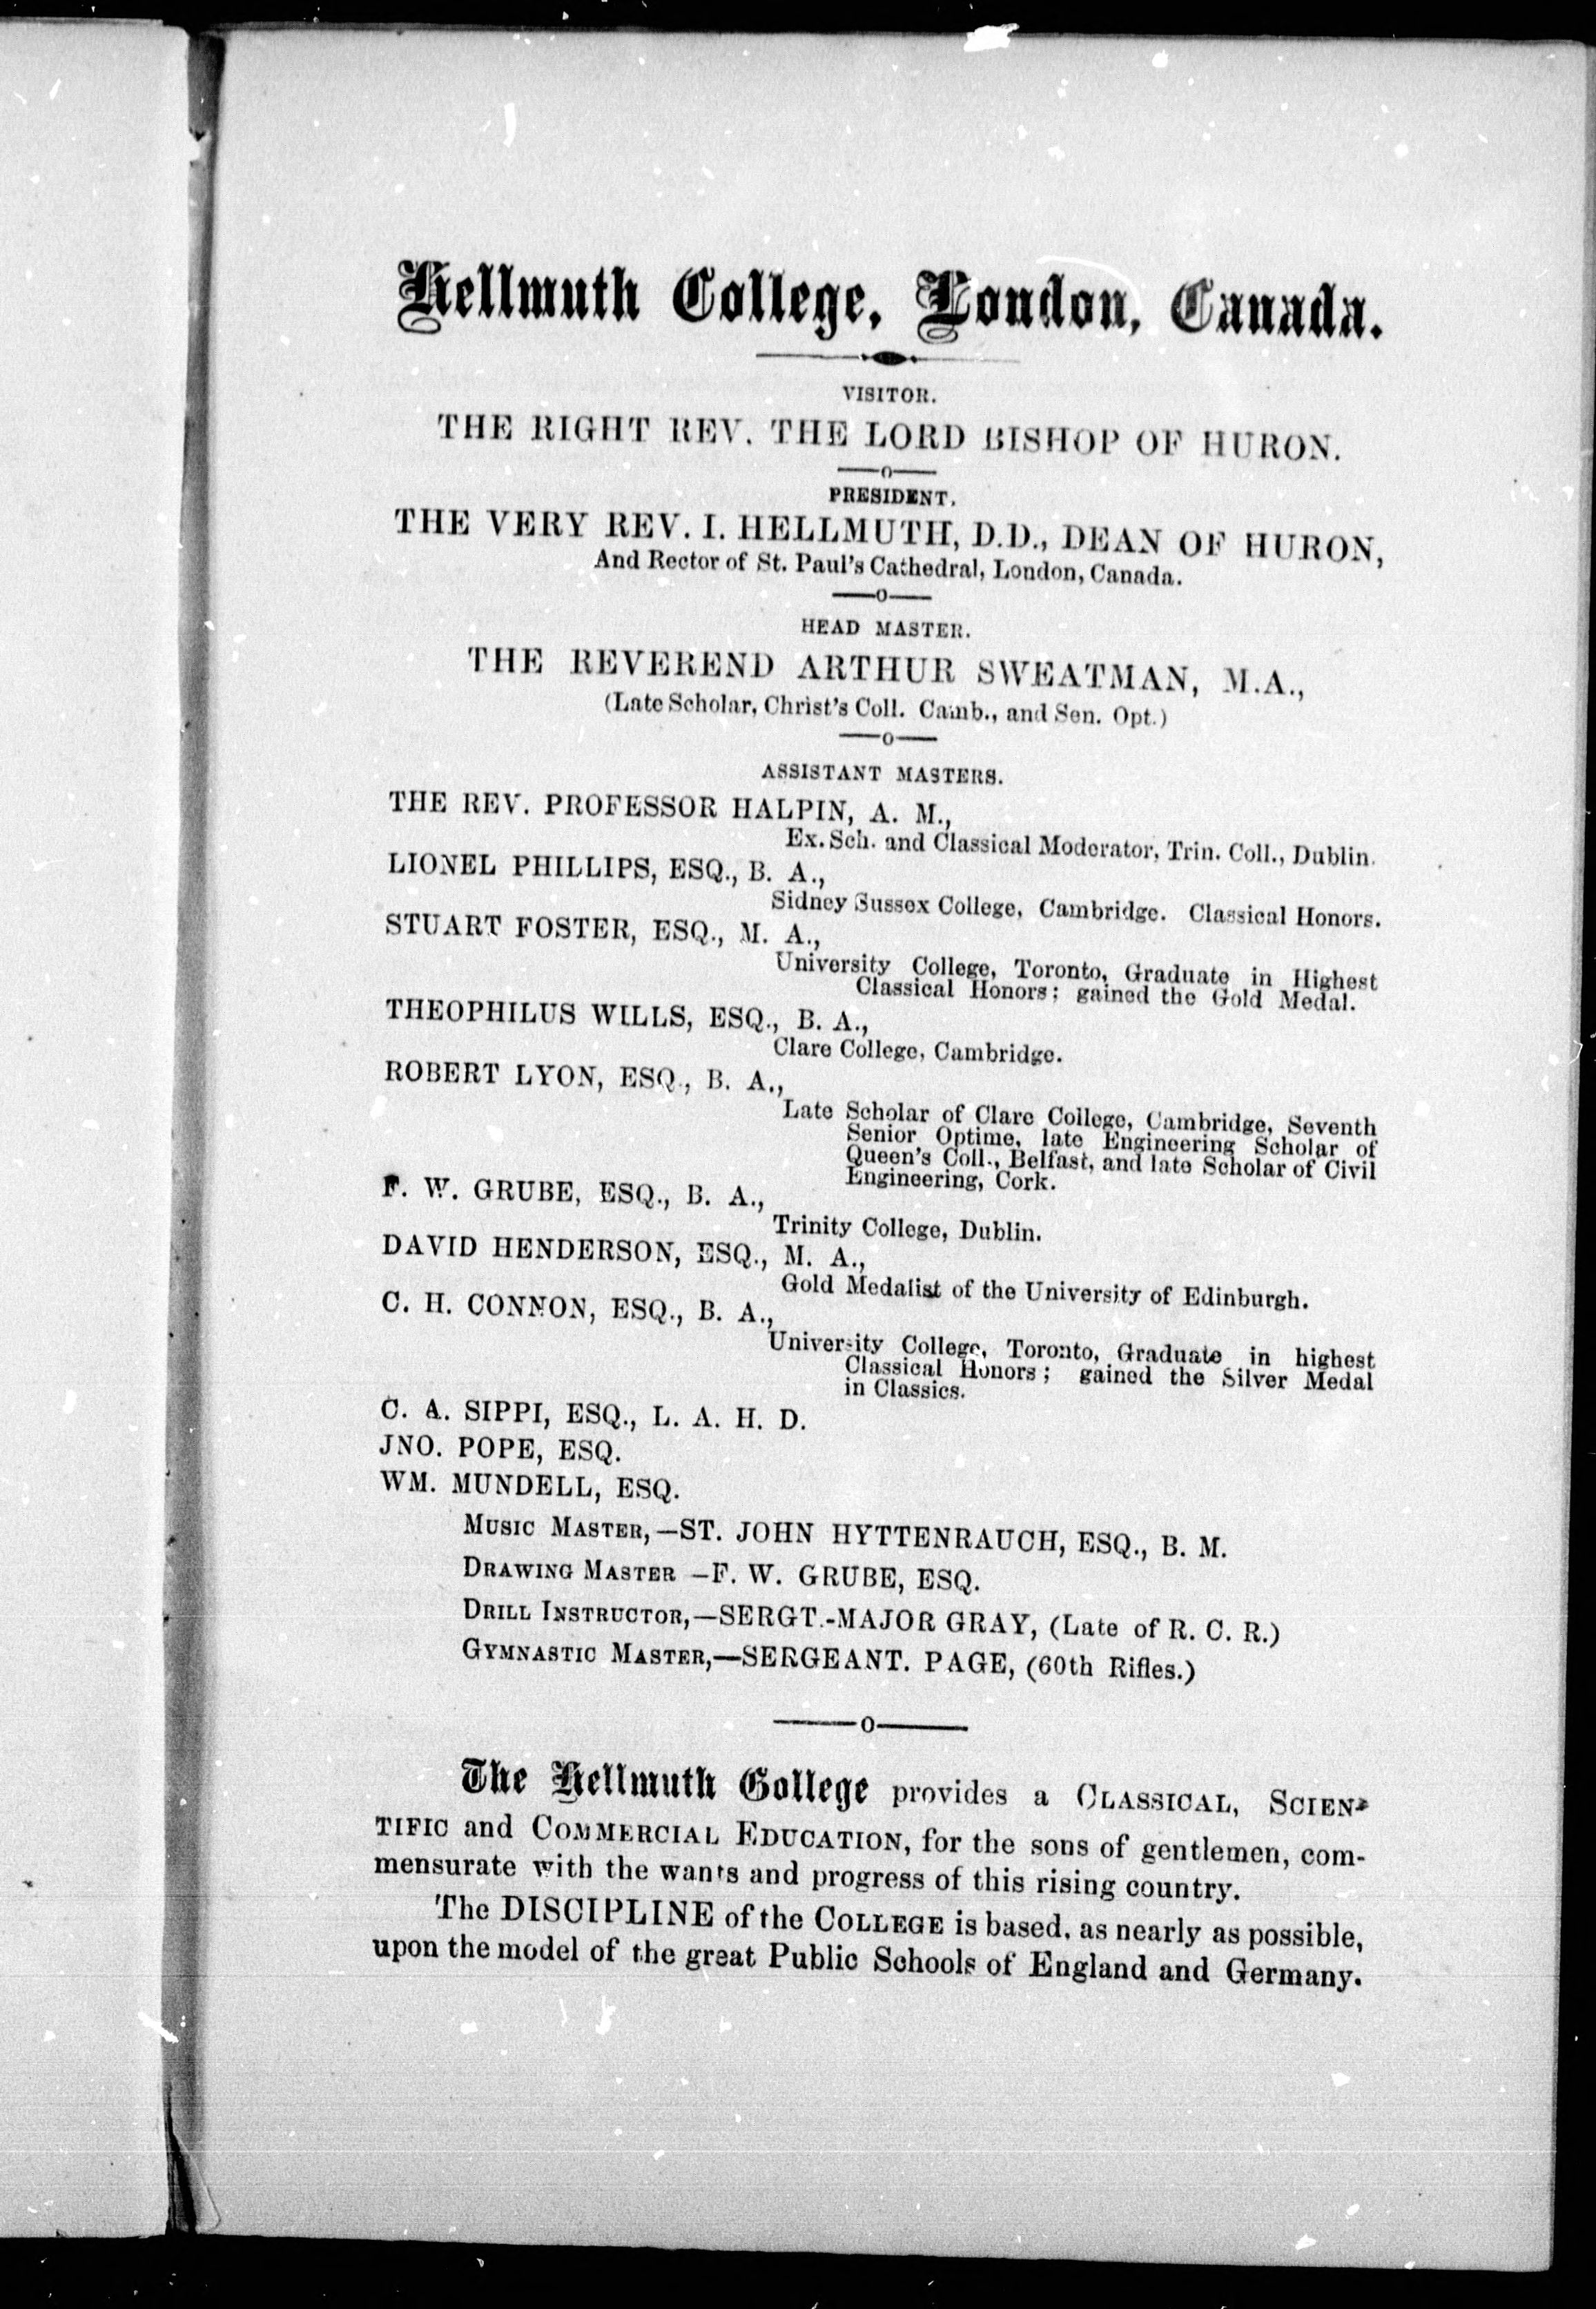 Hellmuth College, London, Canada.
VISITOR.
THE RIGHT REV. THE LORD BISHOP OF HURON.
—o—
PRESIDENT.
THE VERY REV. I. HELLMUTH, D.D., DEAN OF HURON,
And Rector of St. Paul's Cathedral, London, Canada.
—o—
HEAD MASTER.
THE REVEREND ARTHUR SWEATMAN, M.A.,
(Late Scholar, Christ's Coll. Camb., and Sen. Opt.)
—o—
ASSISTANT MASTERS.
THE REV. PROFESSOR HALPIN, A. M.,
Ex. Sch. and Classical Moderator, Trin. Coll., Dublin.
LIONEL PHILLIPS, ESQ., B. A.,
Sidney Sussex College, Cambridge. Classical Honors.
STUART FOSTER, ESQ., M. A.,
University College, Toronto, Graduate in Highest
Classical Honors; gained the Gold Medal.
THEOPHILUS WILLS, ESQ., B. A.,
Clare College, Cambridge.
ROBERT LYON, ESQ., B. A.,
Late Scholar of Clare College, Cambridge, Seventh
Senior Optime, late Engineering Scholar of
Queen's Coll., Belfast, and late Scholar of Civil
Engineering, Cork.
F. W. GRUBE, ESQ., B. A.,
Trinity College, Dublin.
DAVID HENDERSON, ESQ., M. A.,
Gold Medalist of the University of Edinburgh.
C. H. CONNON, ESQ., B. A.,
University College, Toronto, Graduate in highest
Classical Honors; gained the Silver Medal
in Classics.
C. A. SIPPI, ESQ., L. A. H. D.
JNO. POPE, ESQ.
WM. MUNDELL, ESQ.
MUSIC MASTER,—ST. JOHN HYTTENRAUCH, ESQ., B. M.
DRAWING MASTER –F. W. GRUBE, ESQ.
DRILL INSTRUCTOR,—SERGT.-MAJOR GRAY, (Late of R. C. R.)
GYMNASTIC MASTER,—SERGEANT. PAGE, (60th Rifles.)
—o—
The Hellmuth College provides a CLASSICAL, SCIEN-
TIFIC and COMMERCIAL EDUCATION, for the sons of gentlemen, com-
mensurate with the wants and progress of this rising country.
The DISCIPLINE of the COLLEGE is based, as nearly as possible,
upon the model of the great Public Schools of England and Germany.